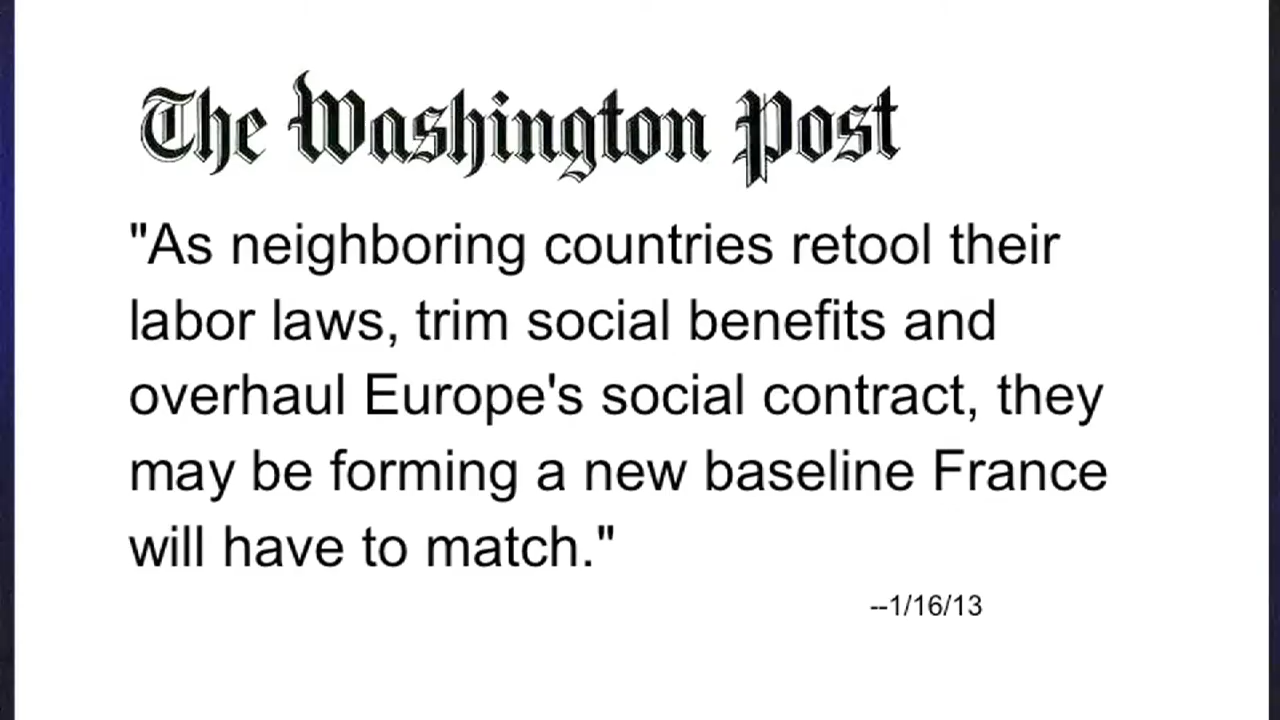 The Washington Post
"As neighboring countries retool their
labor laws, trim social benefits and
overhaul Europe's social contract, they
may be forming a new baseline France
will have to match."
--1/16/13